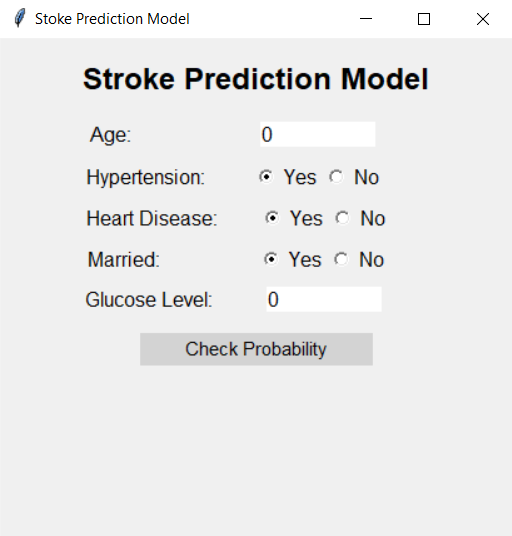 Stoke Prediction Model
Stroke Prediction Model
Age: 0
Hypertension: Yes No
Heart Disease: Yes No
Married: Yes No
Glucose Level: 0
Check Probability